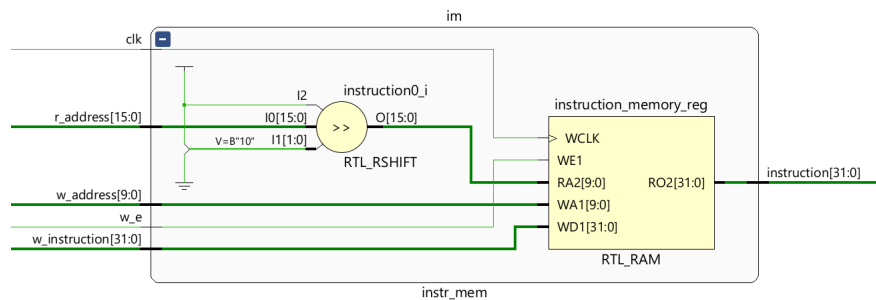 im
clk
instruction0_i
I2
r_address[15:0]
I0[15:0]
O[15:0]
>>
V=B"10"
I1[1:0]
RTL_RSHIFT
instruction_memory_reg
WCLK
WE1
RA2[9:0]
RO2[31:0]
instruction[31:0]
w_address[9:0]
WA1[9:0]
w_e
WD1[31:0]
w_instruction[31:0]
RTL_RAM
instr_mem